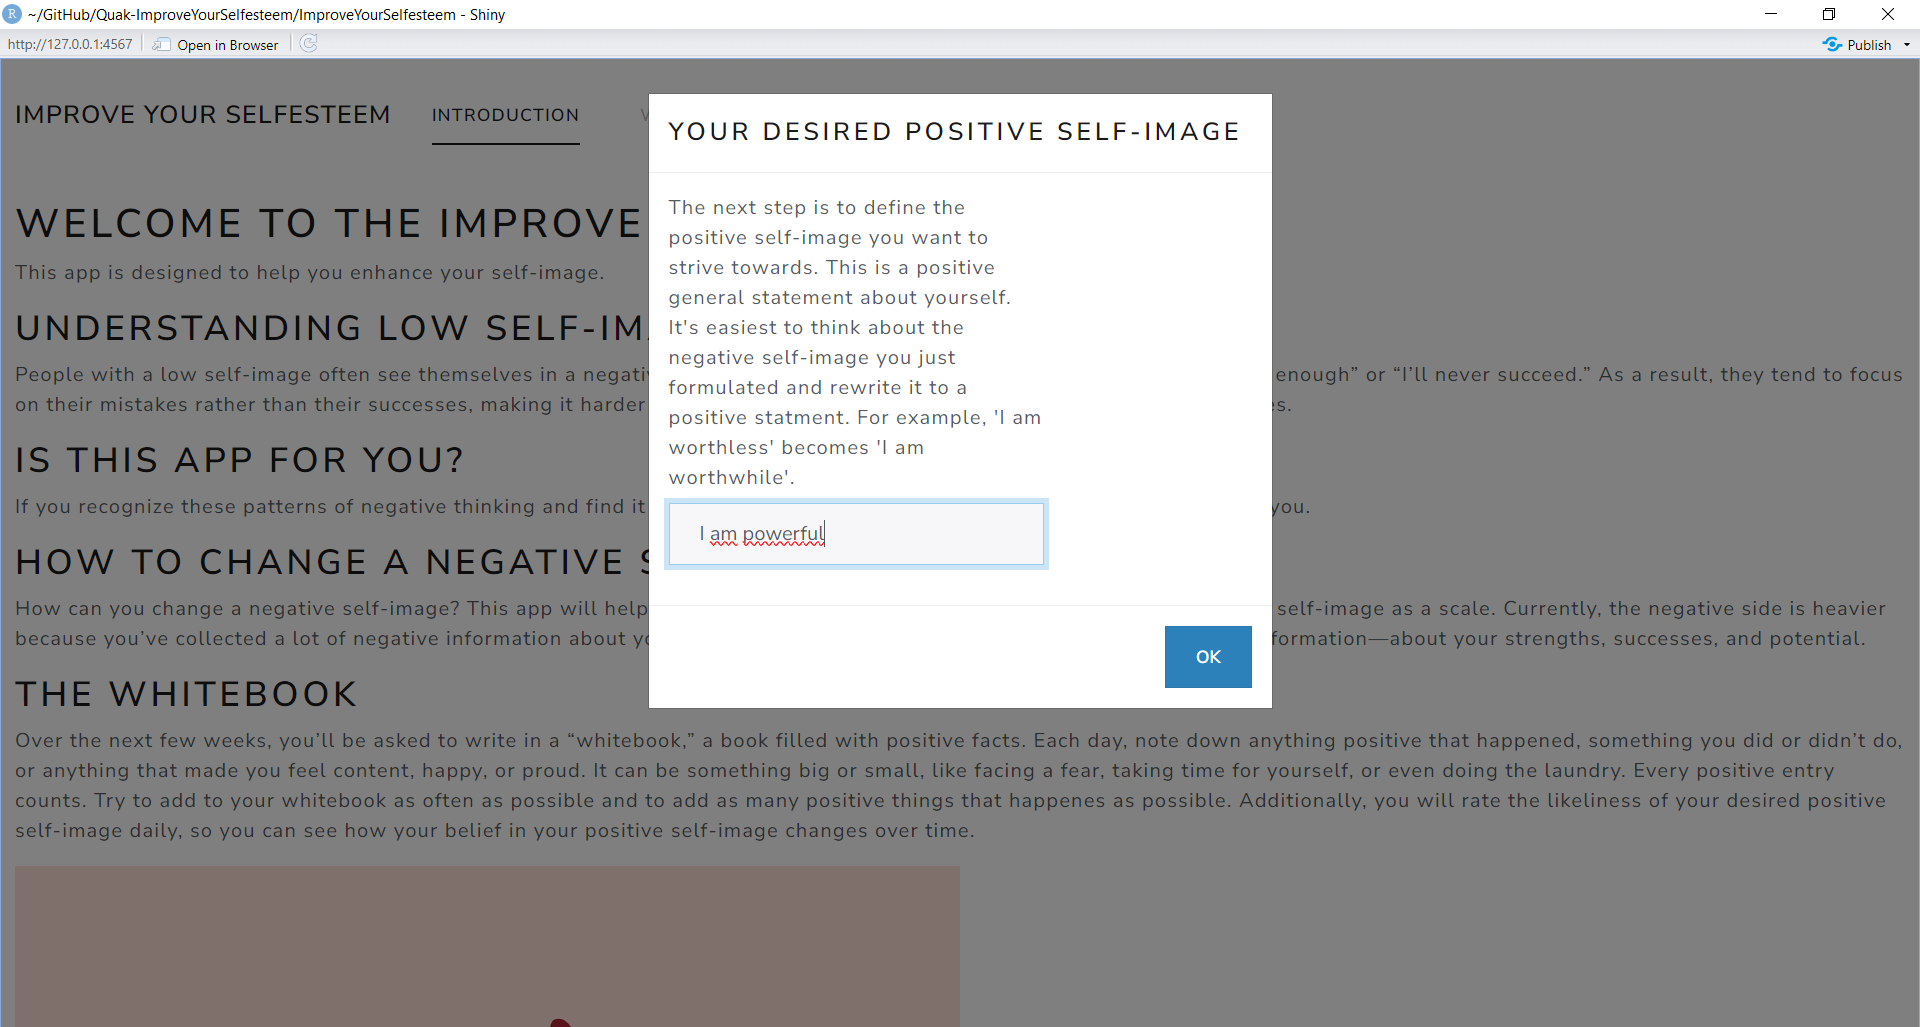 ~/GitHub/Quak-ImproveYourSelfesteem/ImproveYourSelfesteem - Shiny
http://127.0.0.1:4567
Open in Browser
Publish
IMPROVE YOUR SELFESTEEM
INTRODUCTION
WELCOME TO THE IMPROVE
This app is designed to help you enhance your self-image.
UNDERSTANDING LOW SELF-IM
People with a low self-image often see themselves in a negati
enough” or “I’ll never succeed.” As a result, they tend to focus
on their mistakes rather than their successes, making it harder
es.
IS THIS APP FOR YOU?
If you recognize these patterns of negative thinking and find it
you.
HOW TO CHANGE A NEGATIVE S
How can you change a negative self-image? This app will help
self-image as a scale. Currently, the negative side is heavier
because you’ve collected a lot of negative information about yo
formation—about your strengths, successes, and potential.
THE WHITEBOOK
Over the next few weeks, you’ll be asked to write in a “whitebook,” a book filled with positive facts. Each day, note down anything positive that happened, something you did or didn’t do,
or anything that made you feel content, happy, or proud. It can be something big or small, like facing a fear, taking time for yourself, or even doing the laundry. Every positive entry
counts. Try to add to your whitebook as often as possible and to add as many positive things that happenes as possible. Additionally, you will rate the likeliness of your desired positive
self-image daily, so you can see how your belief in your positive self-image changes over time.
YOUR DESIRED POSITIVE SELF-IMAGE
The next step is to define the
positive self-image you want to
strive towards. This is a positive
general statement about yourself.
It's easiest to think about the
negative self-image you just
formulated and rewrite it to a
positive statment. For example, 'I am
worthless' becomes 'I am
worthwhile'.
I am powerful
OK